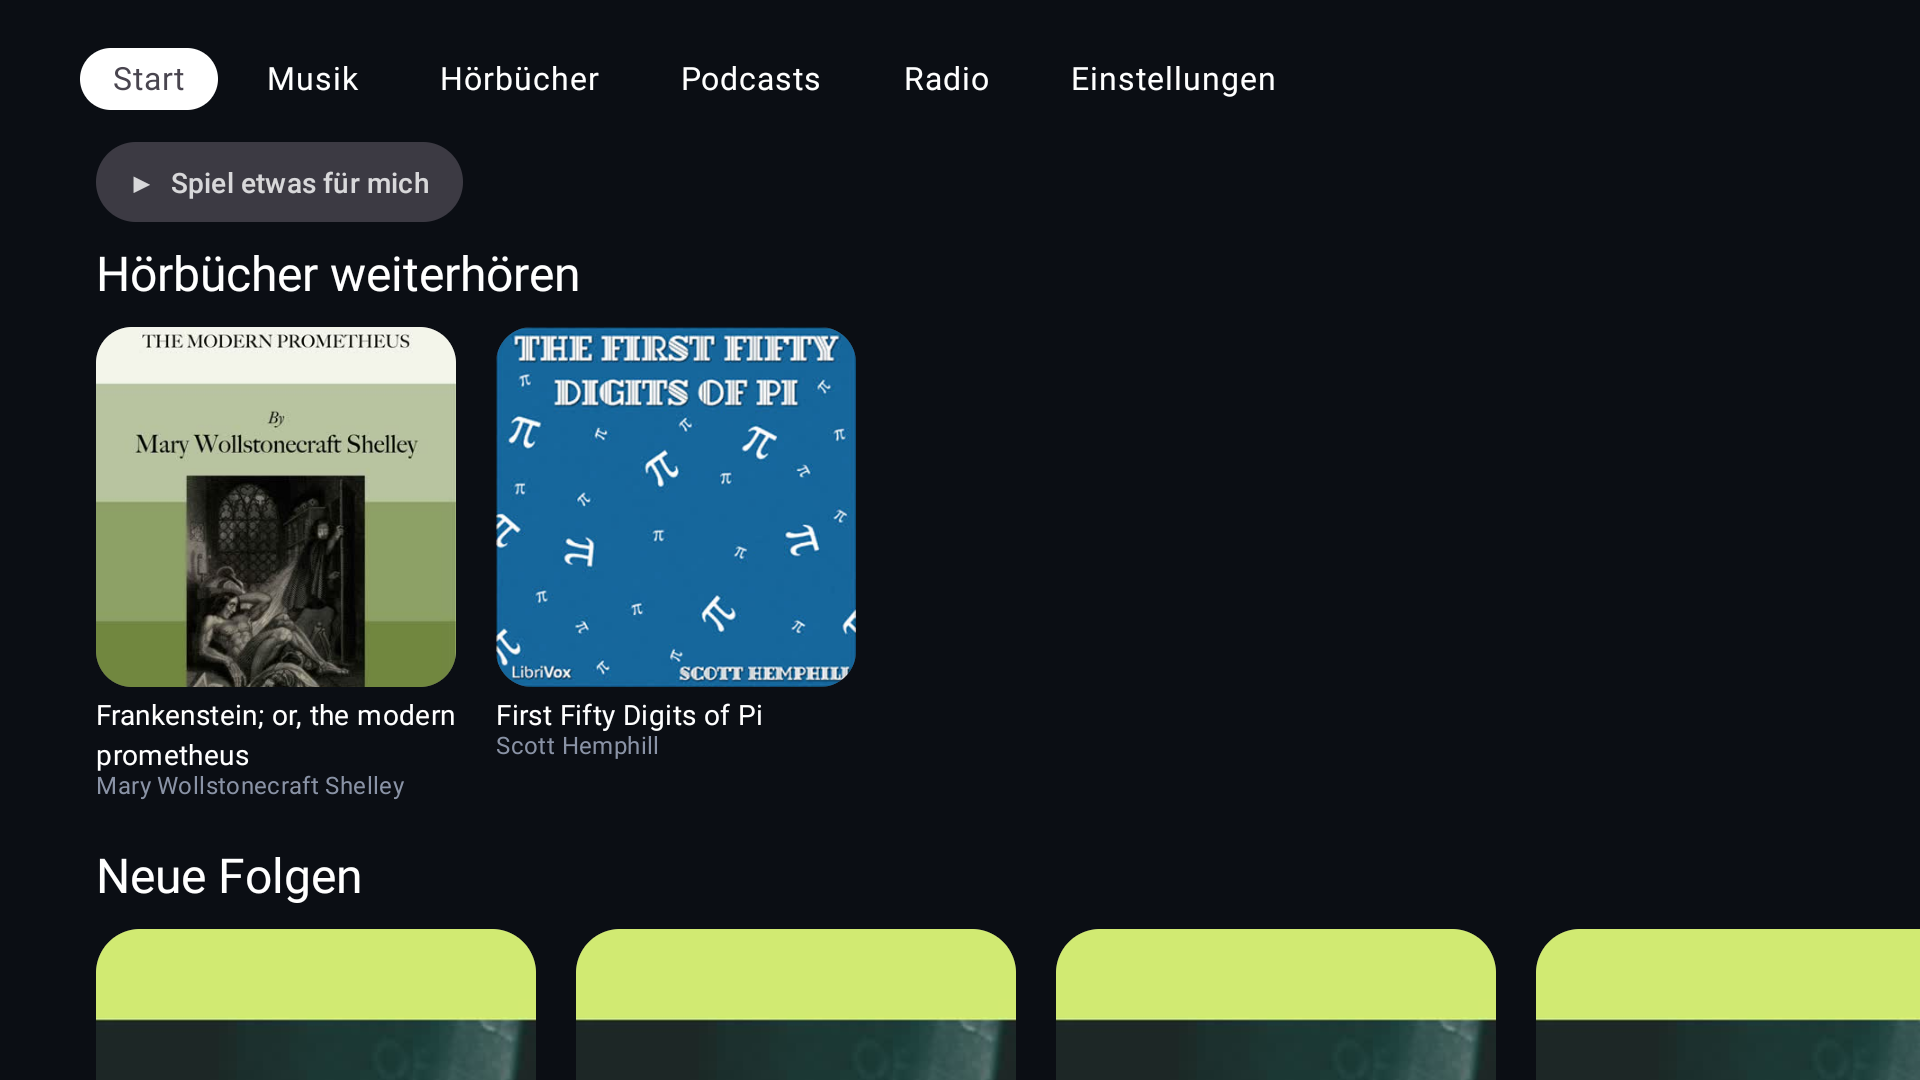 Start
Musik
Hörbücher
Podcasts
Radio
Einstellungen
Spiel etwas für mich
Hörbücher weiterhören
THE MODERN PROMETHEUS
By
Mary Wollstonecraft Shelley
THE FIRST FIFTY
DIGITS OF PI
LibriVox
SCOTT HEMPHILL
Frankenstein; or, the modern
prometheus
Mary Wollstonecraft Shelley
First Fifty Digits of Pi
Scott Hemphill
Neue Folgen